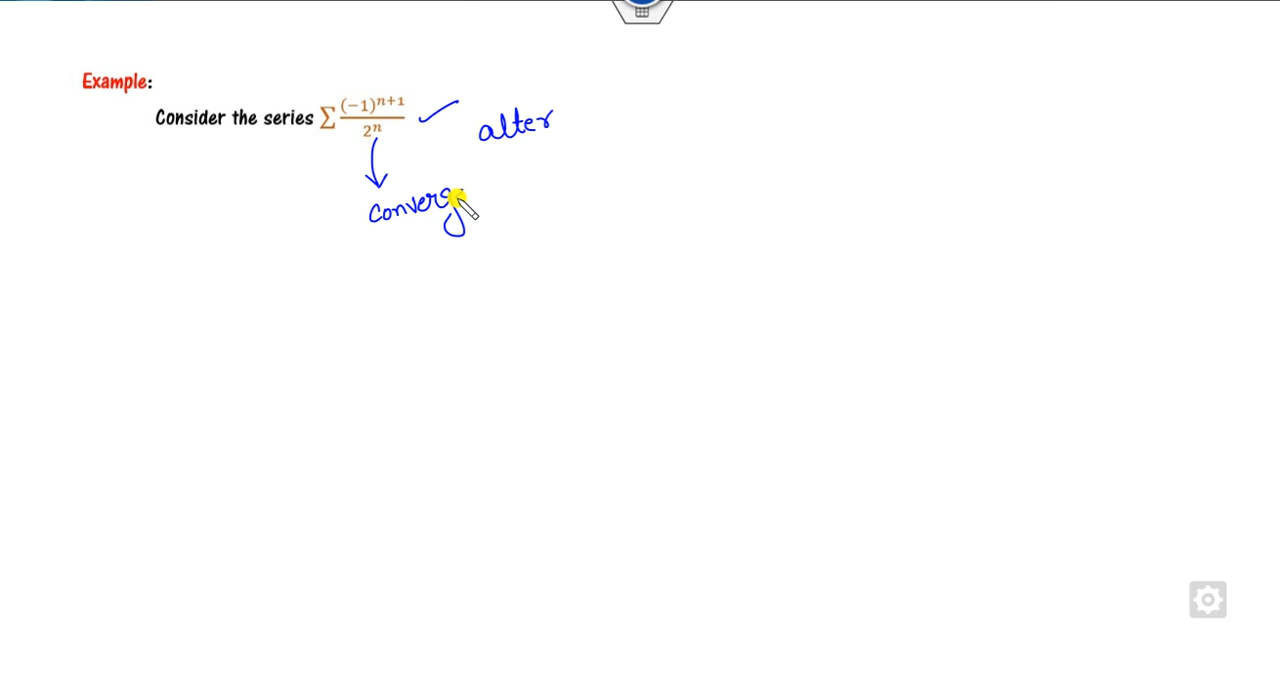 Example:
Consider the series ∑ (-1)^{n+1} / 2^n
alter
converg